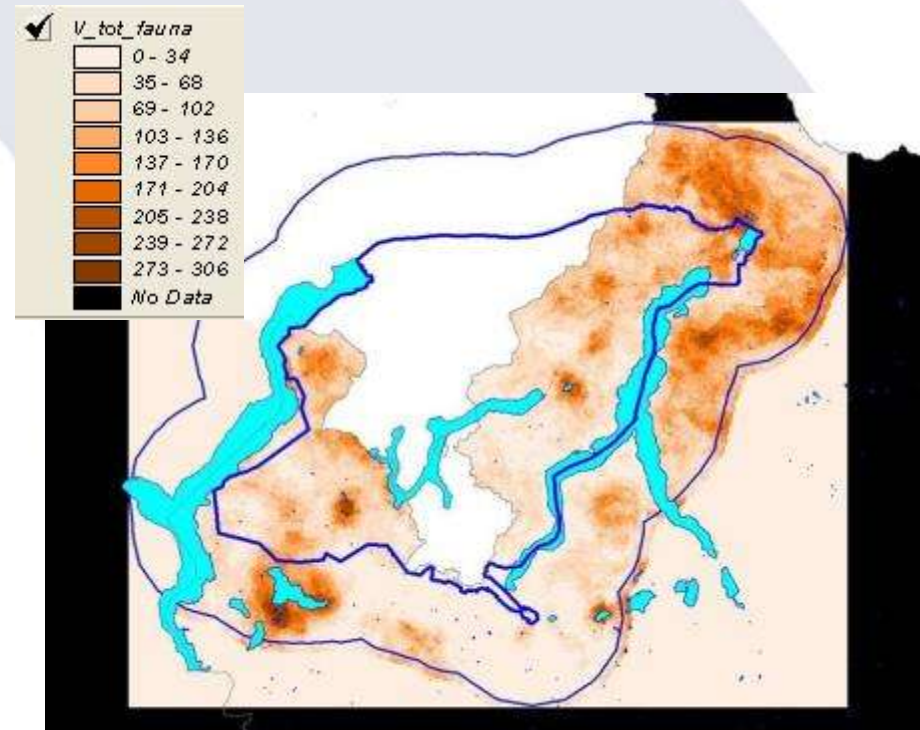 V_tot_fauna
0 - 34
35 - 68
69 - 102
103 - 136
137 - 170
171 - 204
205 - 238
239 - 272
273 - 306
No Data